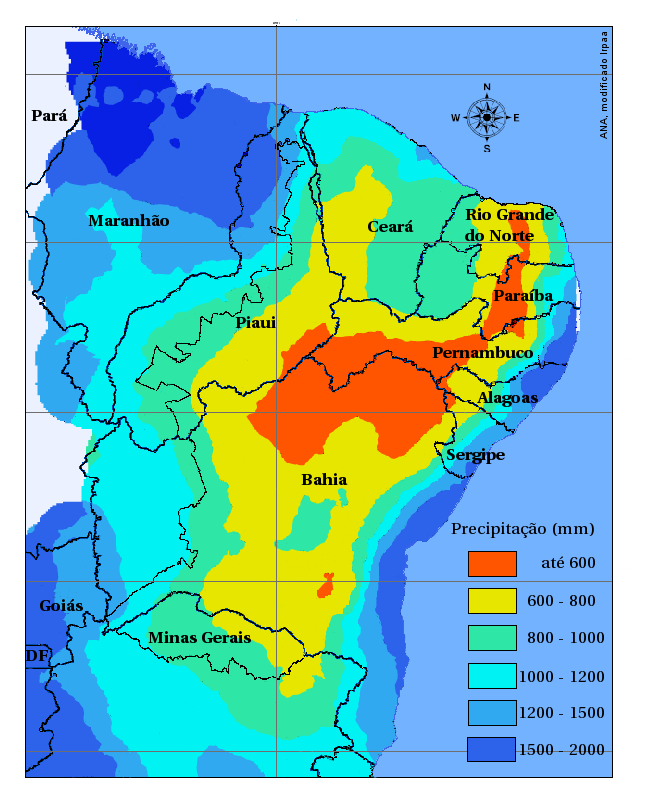 ANA, modificado Irpaa
N
W E
S
Pará
Maranhão
Ceará
Rio Grande
do Norte
Paraíba
Piaui
Pernambuco
Alagoas
Sergipe
Bahia
Goiás
Minas Gerais
DF
Precipitação (mm)
até 600
600 - 800
800 - 1000
1000 - 1200
1200 - 1500
1500 - 2000